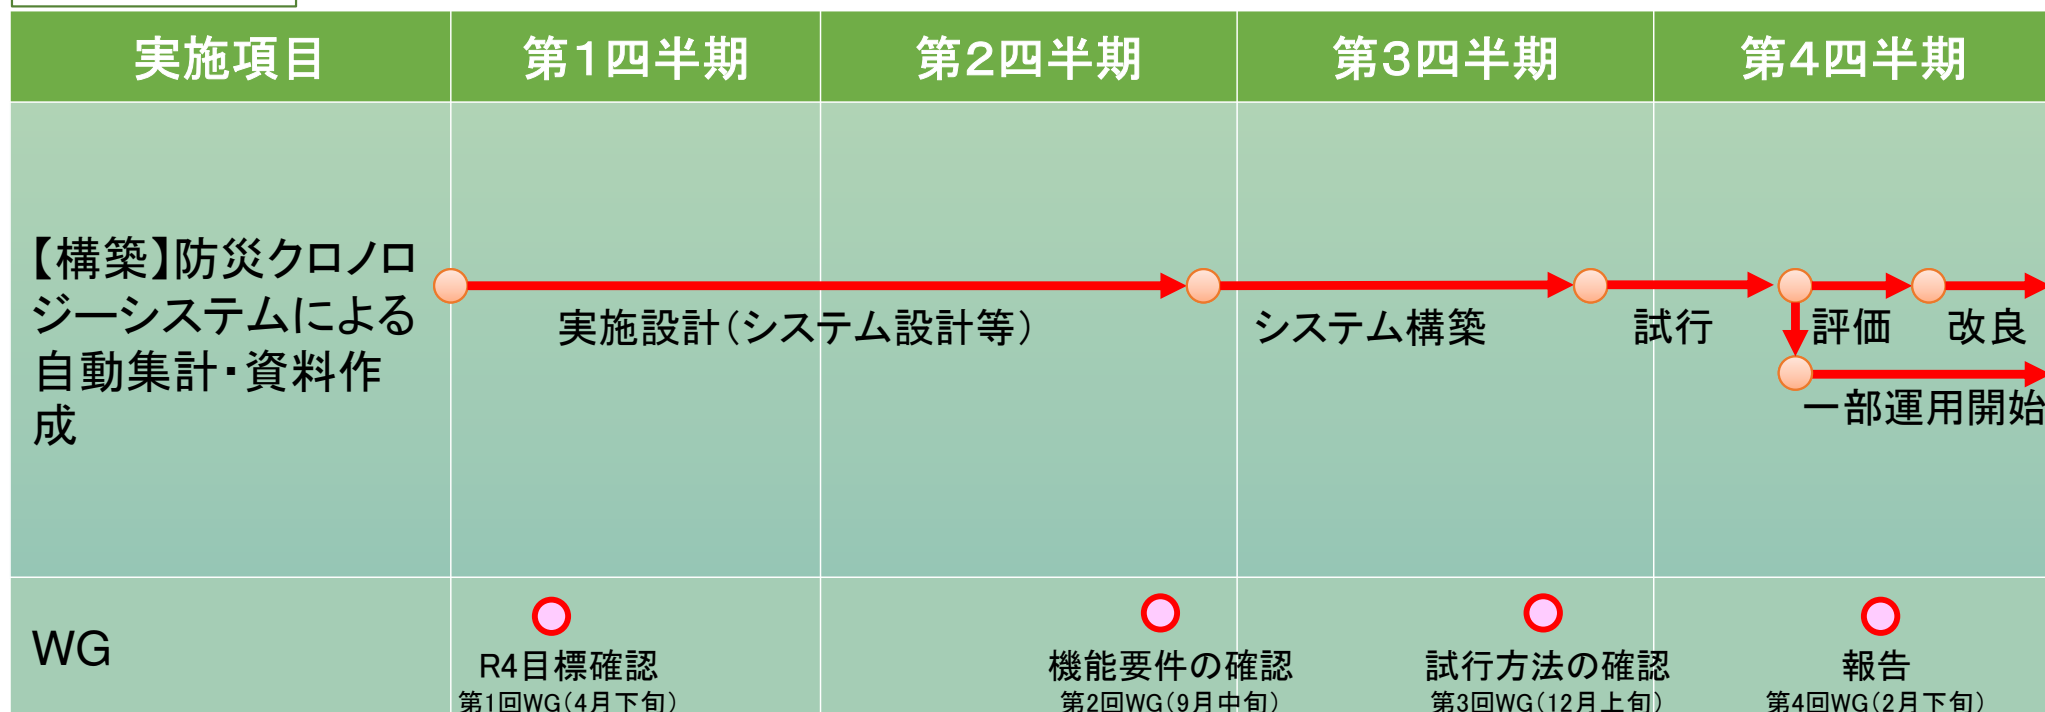 実施項目
第1四半期
第2四半期
第3四半期
第4四半期
【構築】防災クロノロ
ジーシステムによる
自動集計・資料作
成
実施設計(システム設計等)
システム構築
試行
評価
改良
一部運用開始
WG
R4目標確認
第1回WG(4月下旬)
機能要件の確認
第2回WG(9月中旬)
試行方法の確認
第3回WG(12月上旬)
報告
第4回WG(2月下旬)